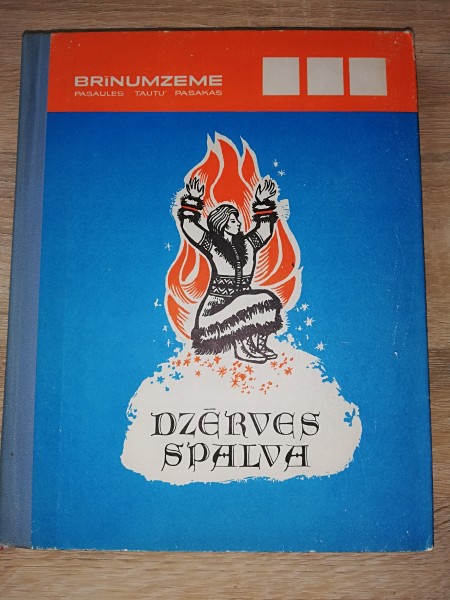 BRīNUMZEME
PASAULES TAUTU PASAKAS
DZĒRVES
SPALVA